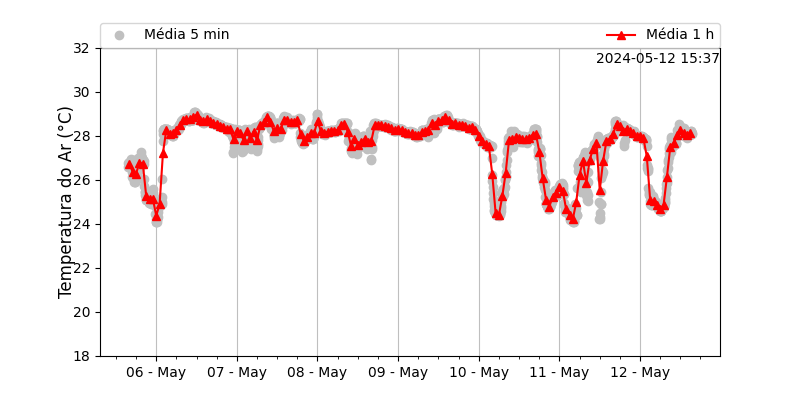 Média 5 min
Média 1 h
2024-05-12 15:37
Temperatura do Ar (°C)
32
30
28
26
24
22
20
18
06 - May
07 - May
08 - May
09 - May
10 - May
11 - May
12 - May